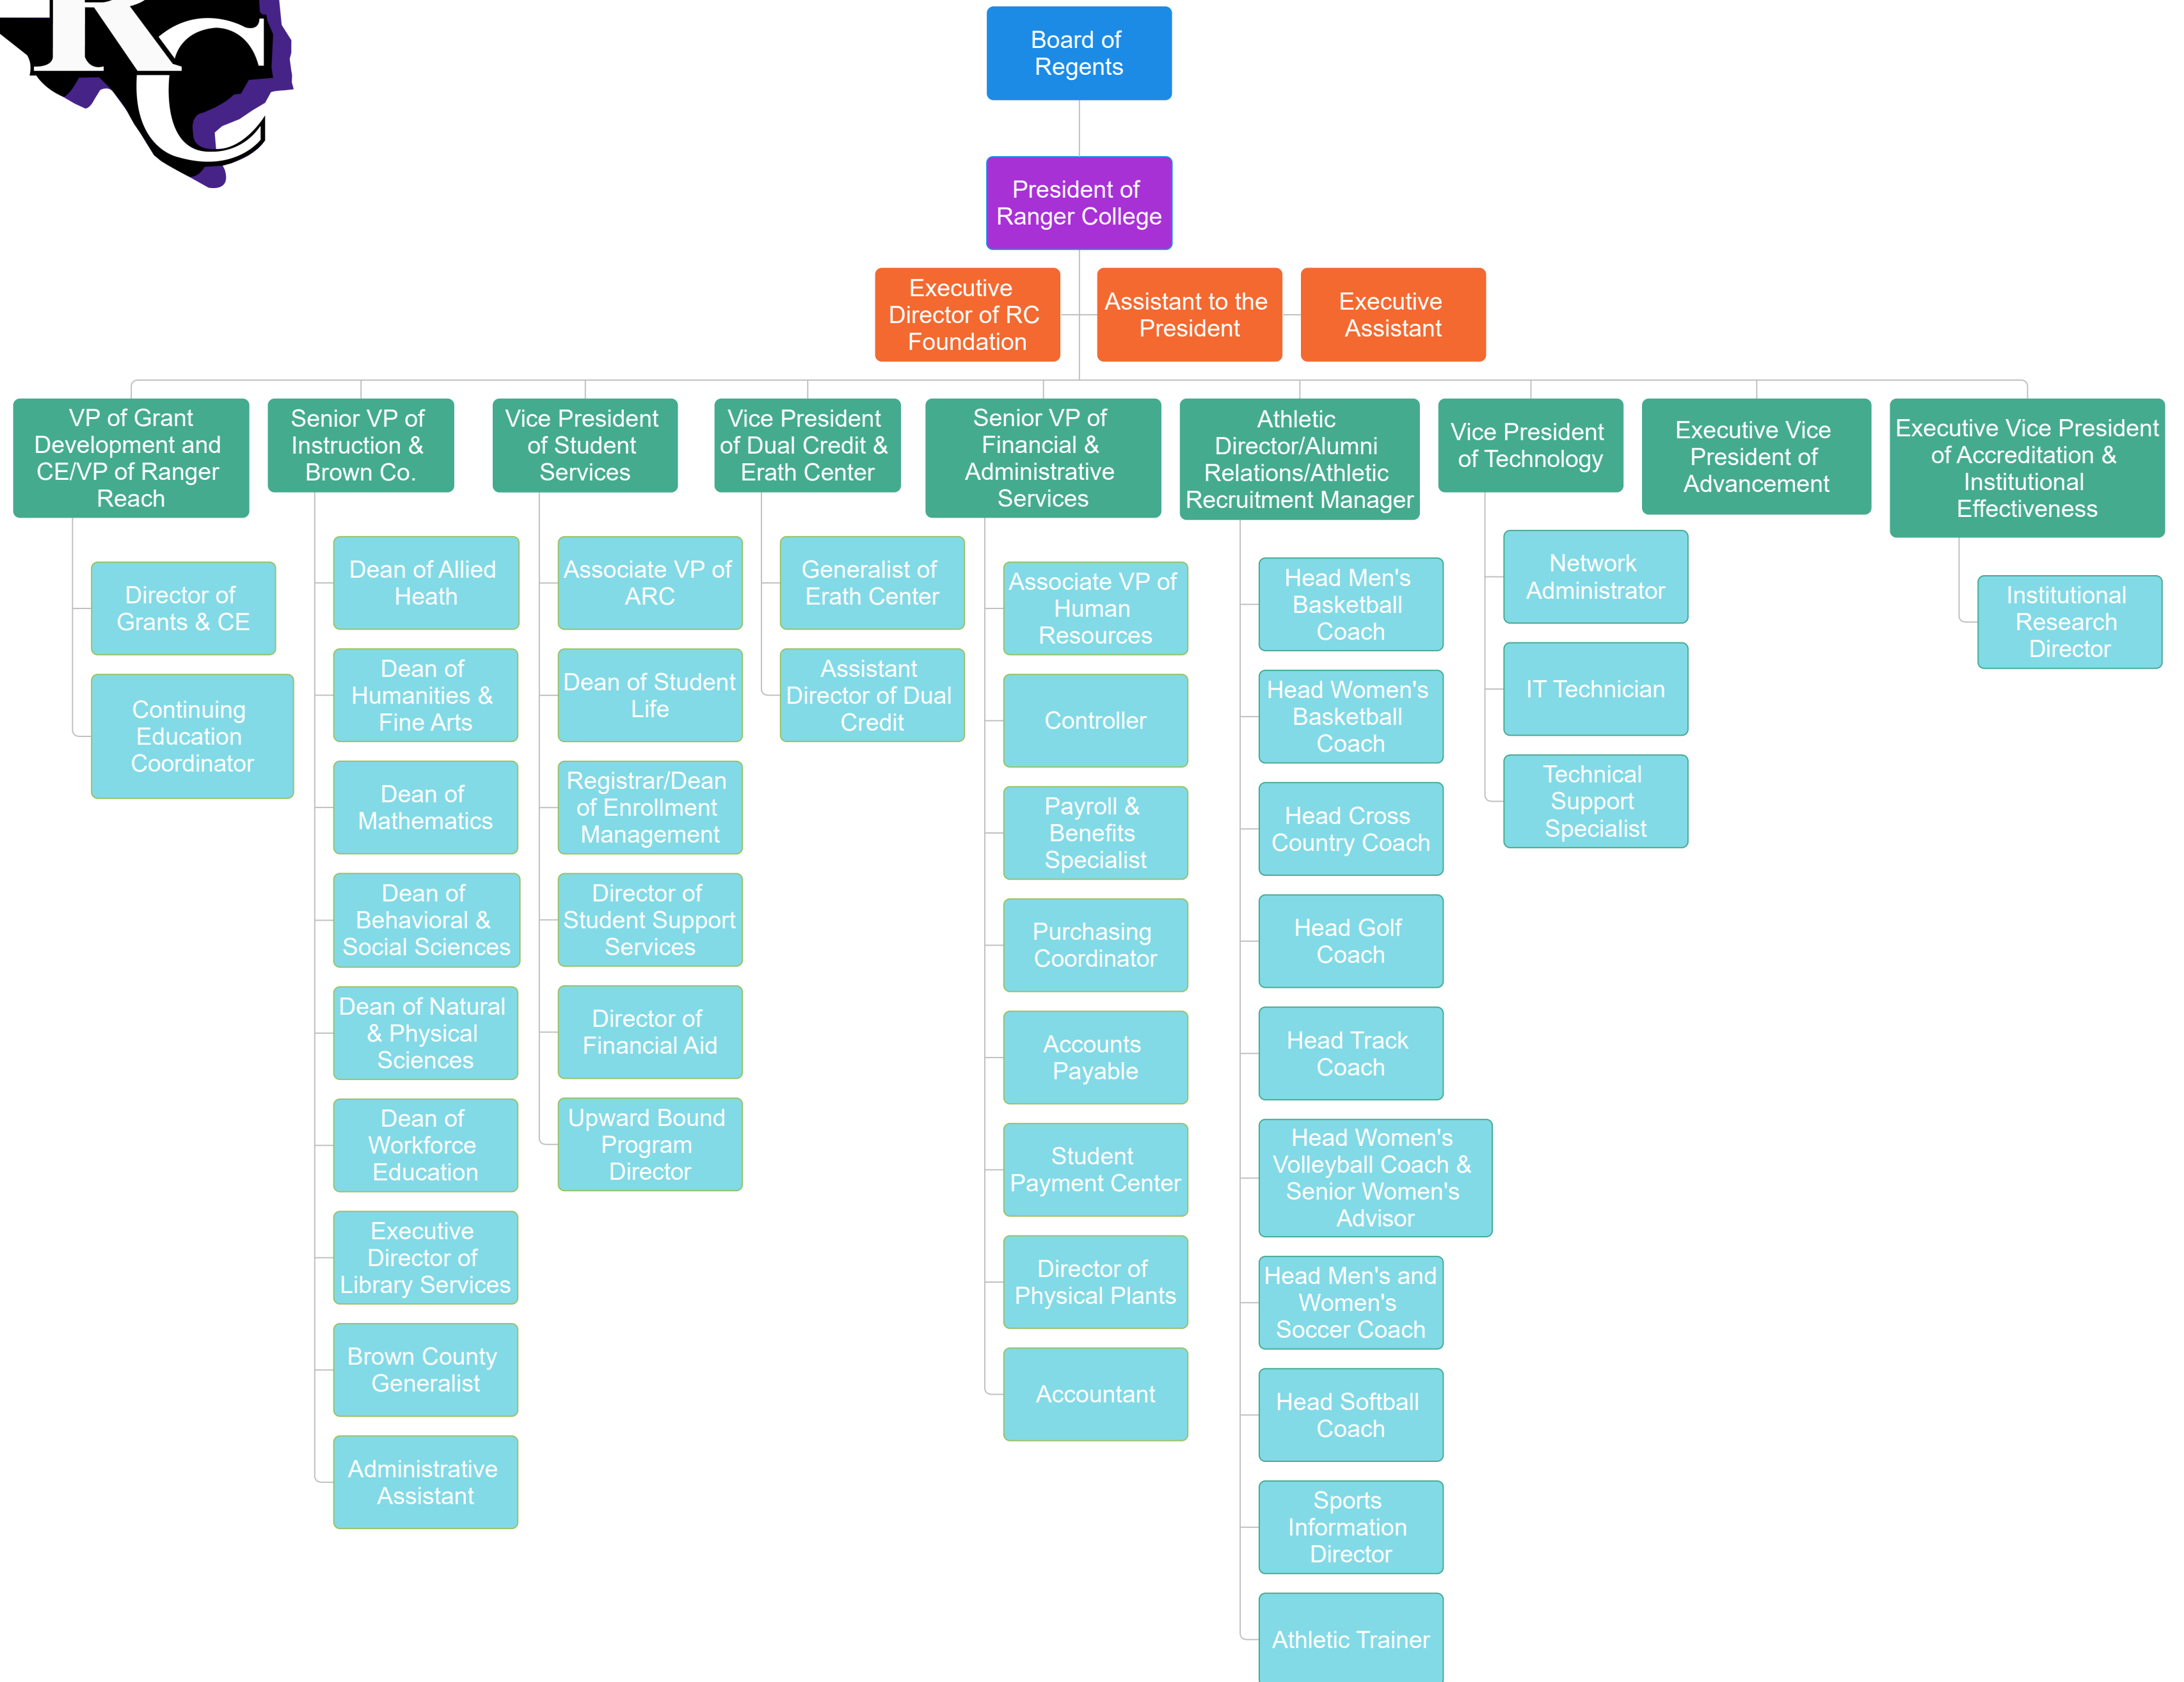 RC
Board of
Regents
President of
Ranger College
Executive
Director of RC
Foundation
Assistant to the
President
Executive
Assistant
VP of Grant
Development and
CE/VP of Ranger
Reach
Senior VP of
Instruction &
Brown Co.
Vice President
of Student
Services
Vice President
of Dual Credit &
Erath Center
Senior VP of
Financial &
Administrative
Services
Athletic
Director/Alumni
Relations/Athletic
Recruitment Manager
Vice President
of Technology
Executive Vice
President of
Advancement
Executive Vice President
of Accreditation &
Institutional
Effectiveness
Director of
Grants & CE
Continuing
Education
Coordinator
Dean of Allied
Heath
Dean of
Humanities &
Fine Arts
Dean of
Mathematics
Dean of
Behavioral &
Social Sciences
Dean of Natural
& Physical
Sciences
Dean of
Workforce
Education
Executive
Director of
Library Services
Brown County
Generalist
Administrative
Assistant
Associate VP of
ARC
Dean of Student
Life
Registrar/Dean
of Enrollment
Management
Director of
Student Support
Services
Director of
Financial Aid
Upward Bound
Program
Director
Generalist of
Erath Center
Assistant
Director of Dual
Credit
Associate VP of
Human
Resources
Controller
Payroll &
Benefits
Specialist
Purchasing
Coordinator
Accounts
Payable
Student
Payment Center
Director of
Physical Plants
Accountant
Head Men's
Basketball
Coach
Head Women's
Basketball
Coach
Head Cross
Country Coach
Head Golf
Coach
Head Track
Coach
Head Women's
Volleyball Coach &
Senior Women's
Advisor
Head Men's and
Women's
Soccer Coach
Head Softball
Coach
Sports
Information
Director
Athletic Trainer
Network
Administrator
IT Technician
Technical
Support
Specialist
Institutional
Research
Director